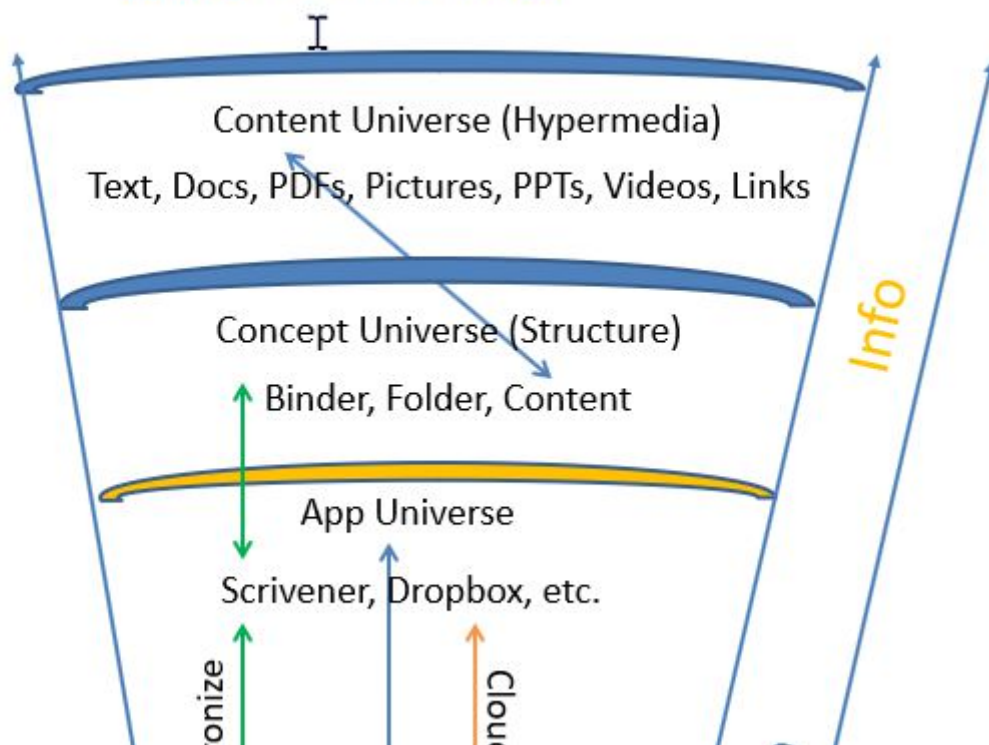 Content Universe (Hypermedia)
Text, Docs, PDFs, Pictures, PPTs, Videos, Links
Info
Concept Universe (Structure)
Binder, Folder, Content
App Universe
Scrivener, Dropbox, etc.